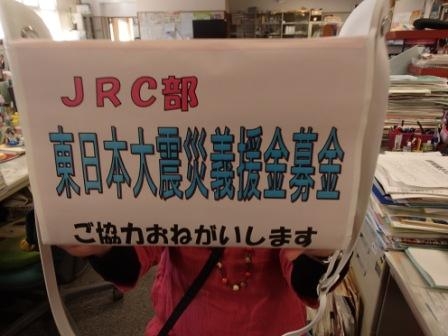 ＪＲＣ部
東日本大震災義援金募金
ご協力おねがいします